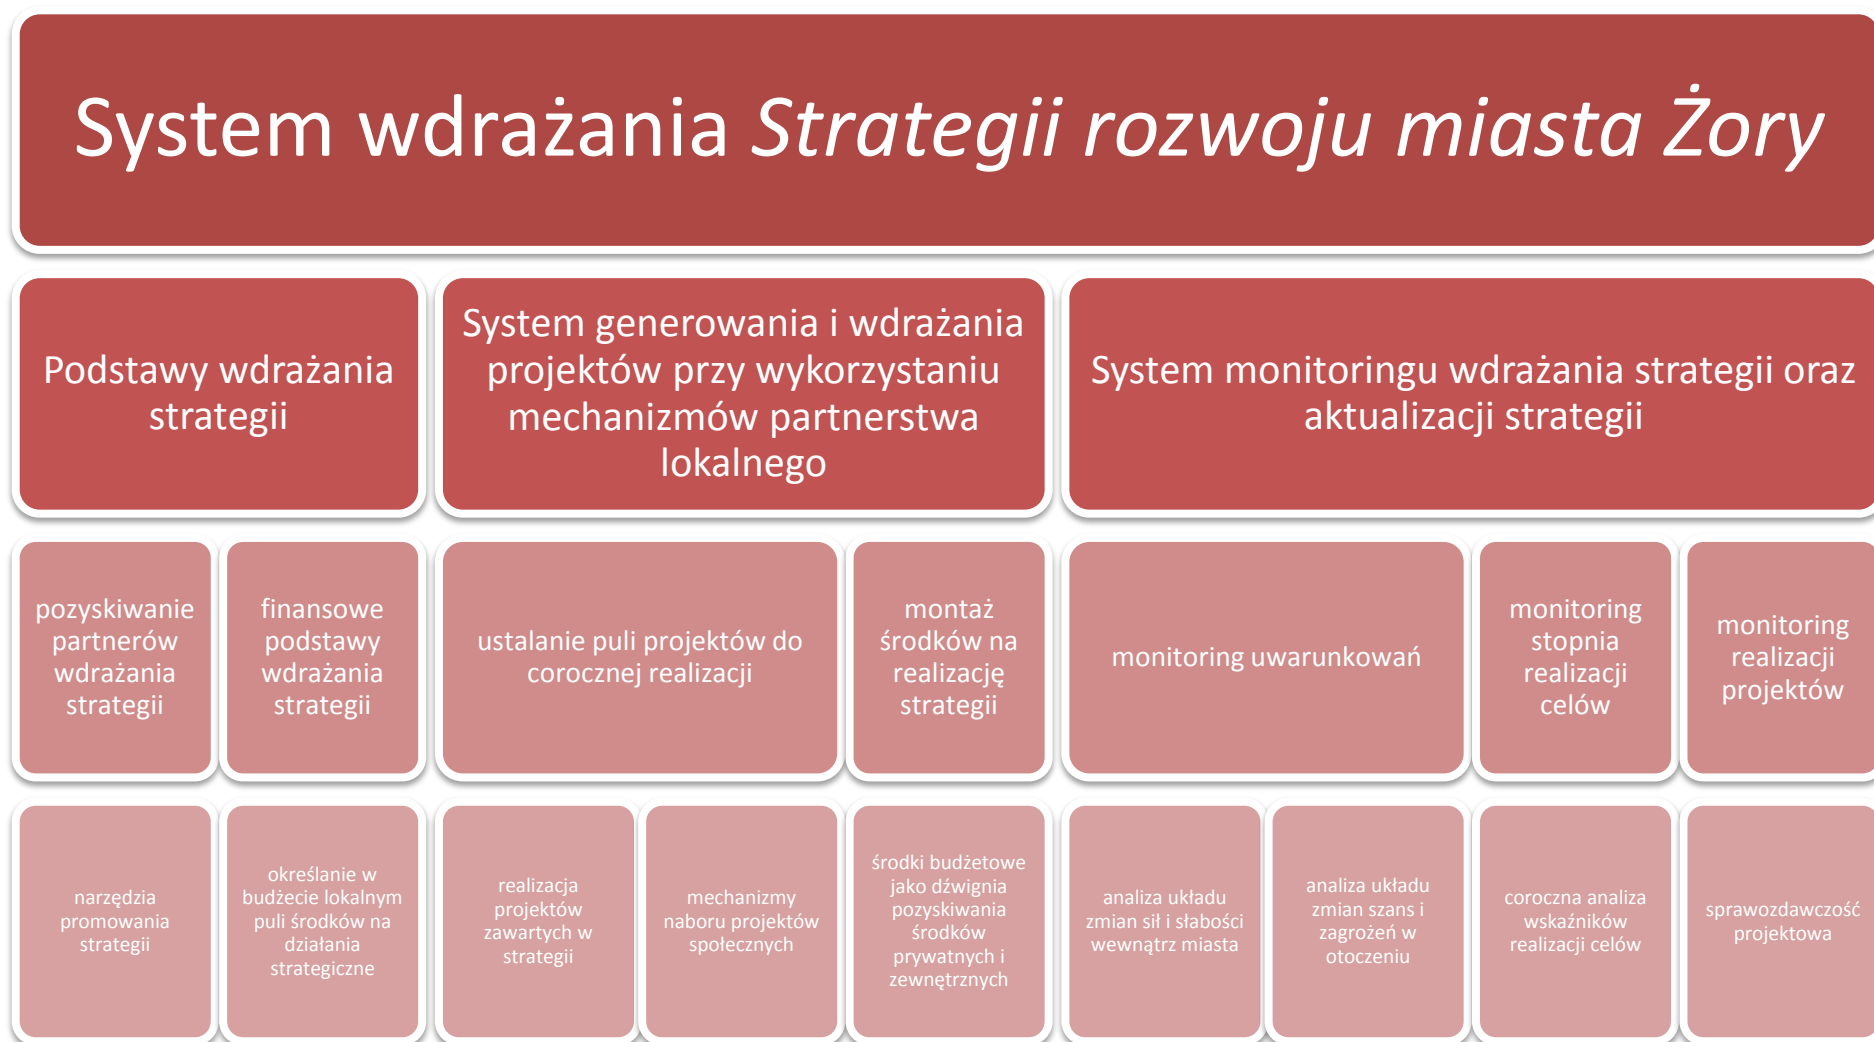 System wdrażania Strategii rozwoju miasta Żory
Podstawy wdrażania
strategii
System generowania i wdrażania
projektów przy wykorzystaniu
mechanizmów partnerstwa
lokalnego
System monitoringu wdrażania strategii oraz
aktualizacji strategii
pozyskiwanie
partnerów
wdrażania
strategii
finansowe
podstawy
wdrażania
strategii
ustalanie puli projektów do
corocznej realizacji
montaż
środków na
realizację
strategii
monitoring uwarunkowań
monitoring
stopnia
realizacji
celów
monitoring
realizacji
projektów
narzędzia
promowania
strategii
określanie w
budżecie lokalnym
puli środków na
działania
strategiczne
realizacja
projektów
zawartych w
strategii
mechanizmy
naboru projektów
społecznych
środki budżetowe
jako dźwignia
pozyskiwania
środków
prywatnych i
zewnętrznych
analiza układu
zmian sił i słabości
wewnątrz miasta
analiza układu
zmian szans i
zagrożeń w
otoczeniu
coroczna analiza
wskaźników
realizacji celów
sprawozdawczość
projektowa